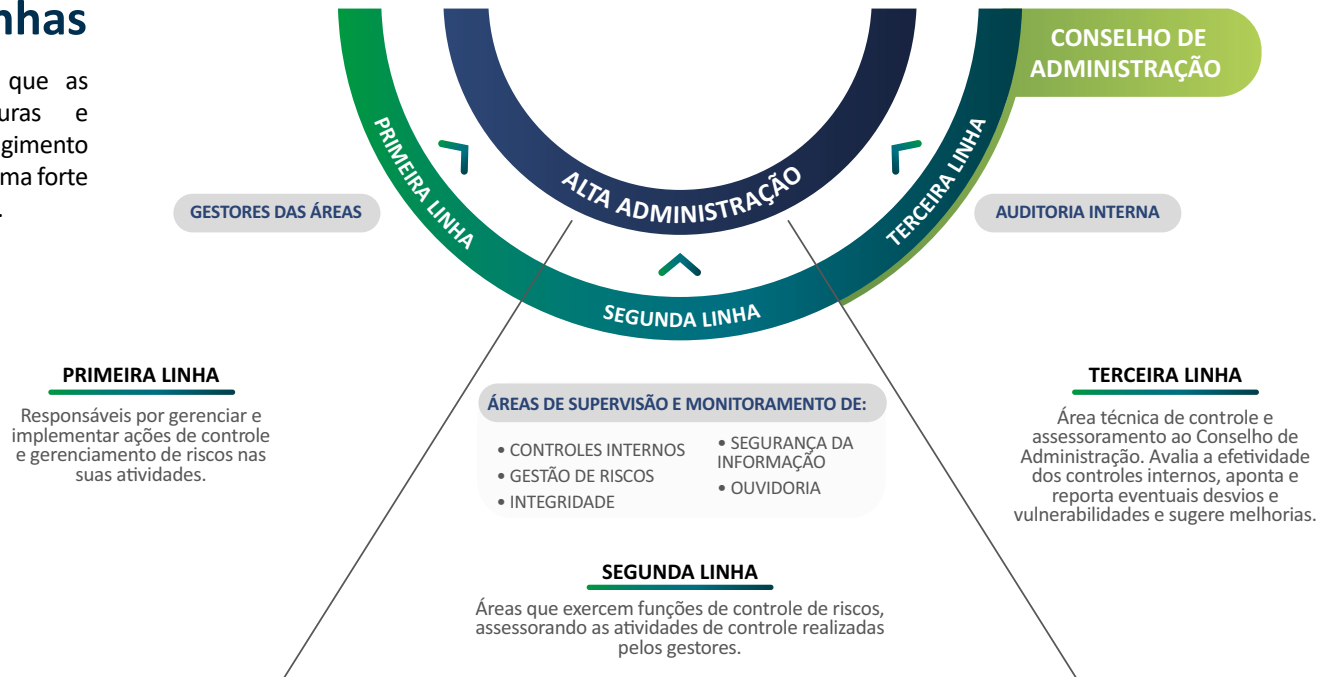 que as
e
ma forte
CONSELHO DE
ADMINISTRAÇÃO
PRIMEIRA LINHA
ALTA ADMINISTRAÇÃO
TERCEIRA LINHA
GESTORES DAS ÁREAS
AUDITORIA INTERNA
SEGUNDA LINHA
PRIMEIRA LINHA
Responsáveis por gerenciar e
implementar ações de controle
e gerenciamento de riscos nas
suas atividades.
ÁREAS DE SUPERVISÃO E MONITORAMENTO DE:
• CONTROLES INTERNOS
• GESTÃO DE RISCOS
• INTEGRIDADE
• SEGURANÇA DA
INFORMAÇÃO
• OUVIDORIA
SEGUNDA LINHA
Áreas que exercem funções de controle de riscos,
assessorando as atividades de controle realizadas
pelos gestores.
TERCEIRA LINHA
Área técnica de controle e
assessoramento ao Conselho de
Administração. Avalia a efetividade
dos controles internos, aponta e
reporta eventuais desvios e
vulnerabilidades e sugere melhorias.